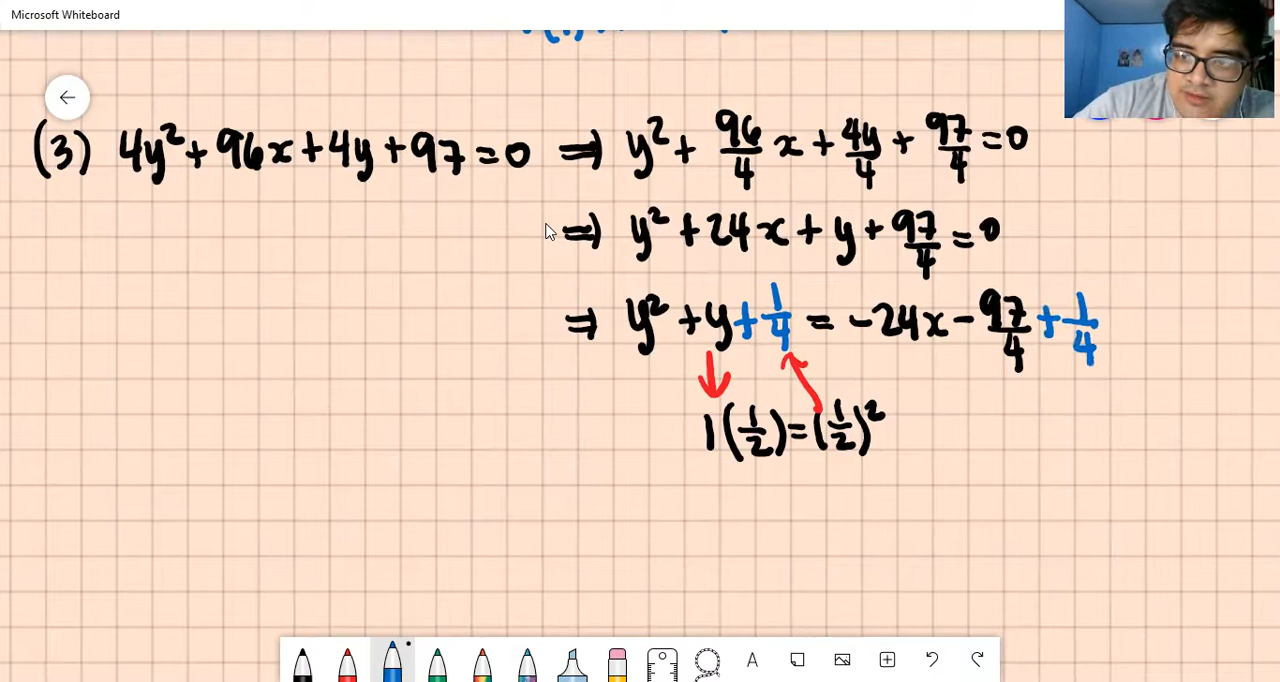 Microsoft Whiteboard
(3) 4y² + 96x + 4y + 97 = 0 ⇒ y² + 96/4 x + 4y/4 + 97/4 = 0
⇒ y² + 24x + y + 97/4 = 0
⇒ y² + y + 1/4 = -24x - 97/4 + 1/4
1(1/2) = (1/2)²
A